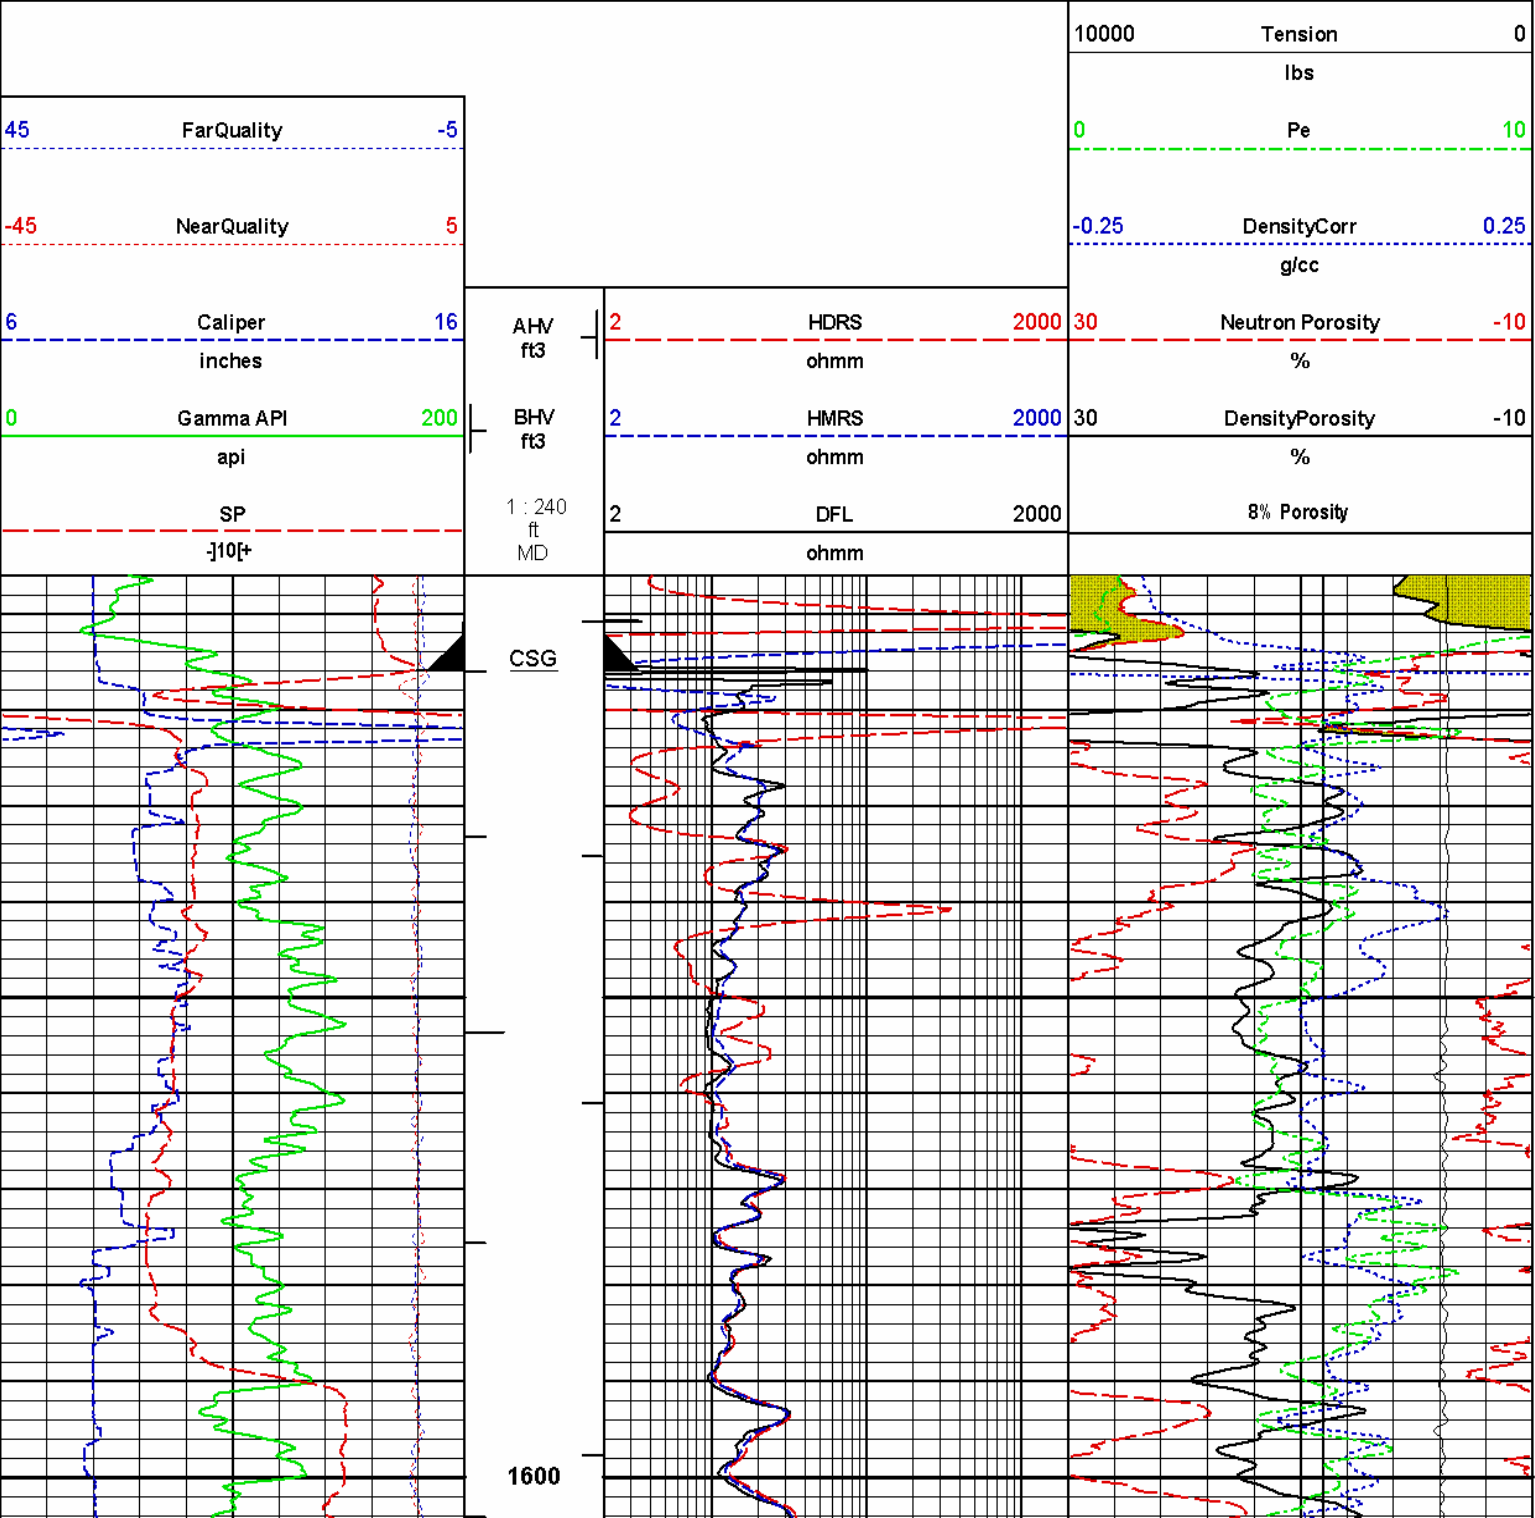 10000 Tension 0
lbs
0 Pe 10
-0.25 DensityCorr 0.25
g/cc
30 Neutron Porosity -10
%
30 DensityPorosity -10
%
8% Porosity
45 FarQuality -5
-45 NearQuality 5
6 Caliper 16
inches
0 Gamma API 200
api
SP
-]10[+
AHV
ft3
BHV
ft3
1 : 240
ft
MD
2 HDRS 2000
ohmm
2 HMRS 2000
ohmm
2 DFL 2000
ohmm
CSG
1600